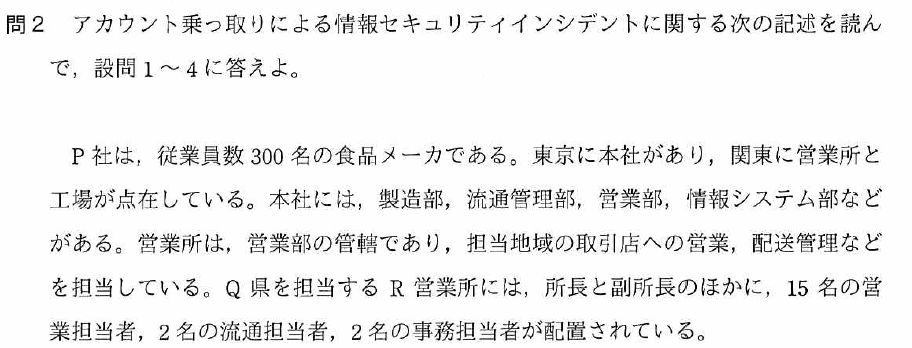 問2 アカウント乗っ取りによる情報セキュリティインシデントに関する次の記述を読ん
で，設問1～4に答えよ。
P社は，従業員数300名の食品メーカである。東京に本社があり，関東に営業所と
工場が点在している。本社には，製造部，流通管理部，営業部，情報システム部など
がある。営業所は，営業部の管轄であり，担当地域の取引店への営業，配送管理など
を担当している。Q県を担当するR営業所には，所長と副所長のほかに，15名の営
業担当者，2名の流通担当者，2名の事務担当者が配置されている。